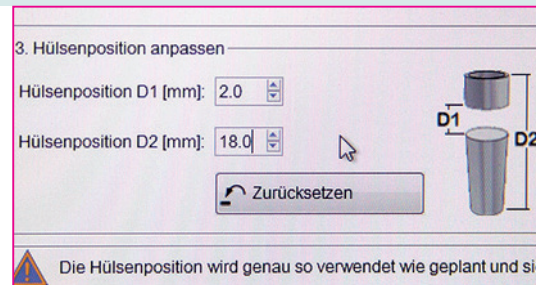 3. Hülsenposition anpassen
Hülsenposition D1 [mm]: 2.0
D1
Hülsenposition D2 [mm]: 18.0
D2
Zurücksetzen
Die Hülsenposition wird genau so verwendet wie geplant und